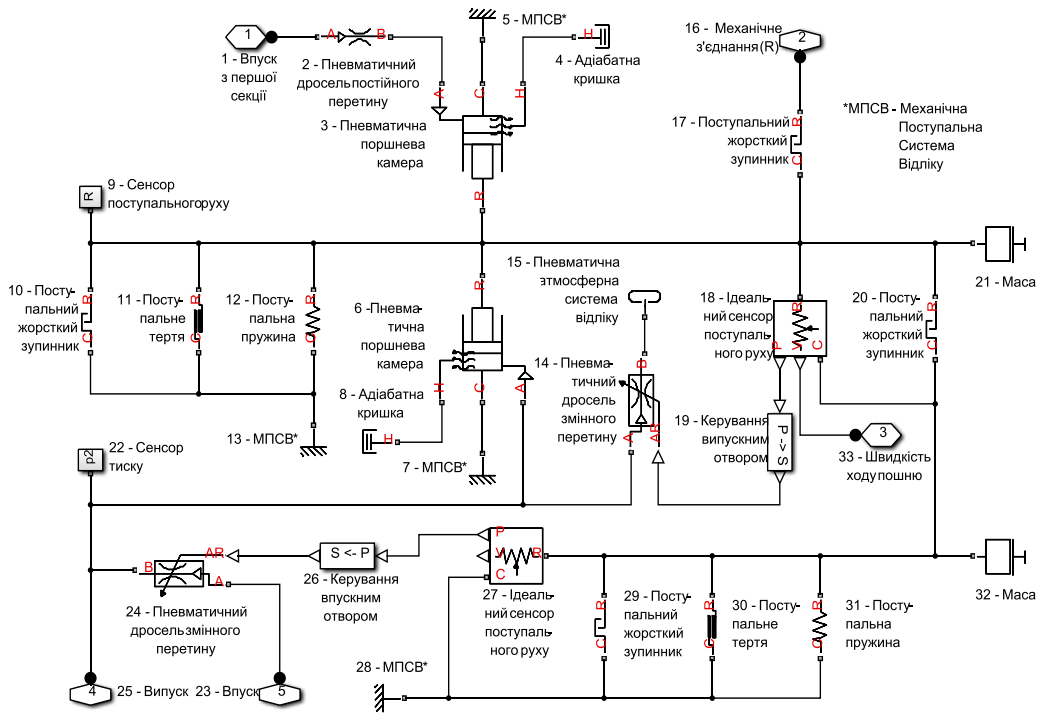 1
A
B
1 - Впуск
з першої
секції
2 - Пневматичний
дросель постійного
перетину
5 - МПСВ*
H
4 - Адіабатна
кришка
A
C
H
3 - Пневматична
поршнева
камера
R
16 - Механічне
з'єднання (R)
2
17 - Поступальний
жорсткий
зупинник
R
C
*МПСВ - Механічна
Поступальна
Система
Відліку
R
9 - Сенсор
поступального руху
10 - Посту-
пальний
жорсткий
зупинник
R
C
11 - Посту-
пальне
тертя
R
C
12 - Посту-
пальна
пружина
R
C
13 - МПСВ*
R
6 - Пневма-
тична
поршнева
камера
H
C
A
8 - Адіабатна
кришка
H
7 - МПСВ*
15 - Пневматична
атмосферна
система
відліку
14 - Пневма-
тичний
дросель
змінного
перетину
B
A
AR
18 - Ідеаль-
ний сенсор
поступаль-
ного руху
R
P
V
C
19 - Керування
випускним
отвором
P -> S
3
33 - Швидкість
ходу пошню
20 - Посту-
пальний
жорсткий
зупинник
R
C
21 - Маса
p2
22 - Сенсор
тиску
B
AR
A
24 - Пневматичний
дросель змінного
перетину
S <- P
26 - Керування
впускним
отвором
P
V
C
R
27 - Ідеаль-
ний сенсор
поступаль-
ного руху
28 - МПСВ*
R
C
29 - Посту-
пальний
жорсткий
зупинник
R
C
30 - Посту-
пальне
тертя
R
C
31 - Посту-
пальна
пружина
32 - Маса
4
25 - Випуск
23 - Впуск
5